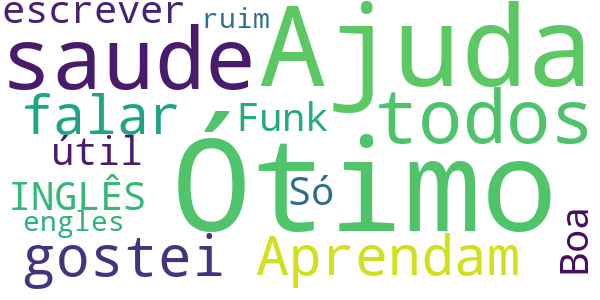 escrever
ruim
Ajuda
saude
todos
falar
Funk
Ótimo
útil
Só
INGLÊS
engles
gostei
Aprendam
Boa